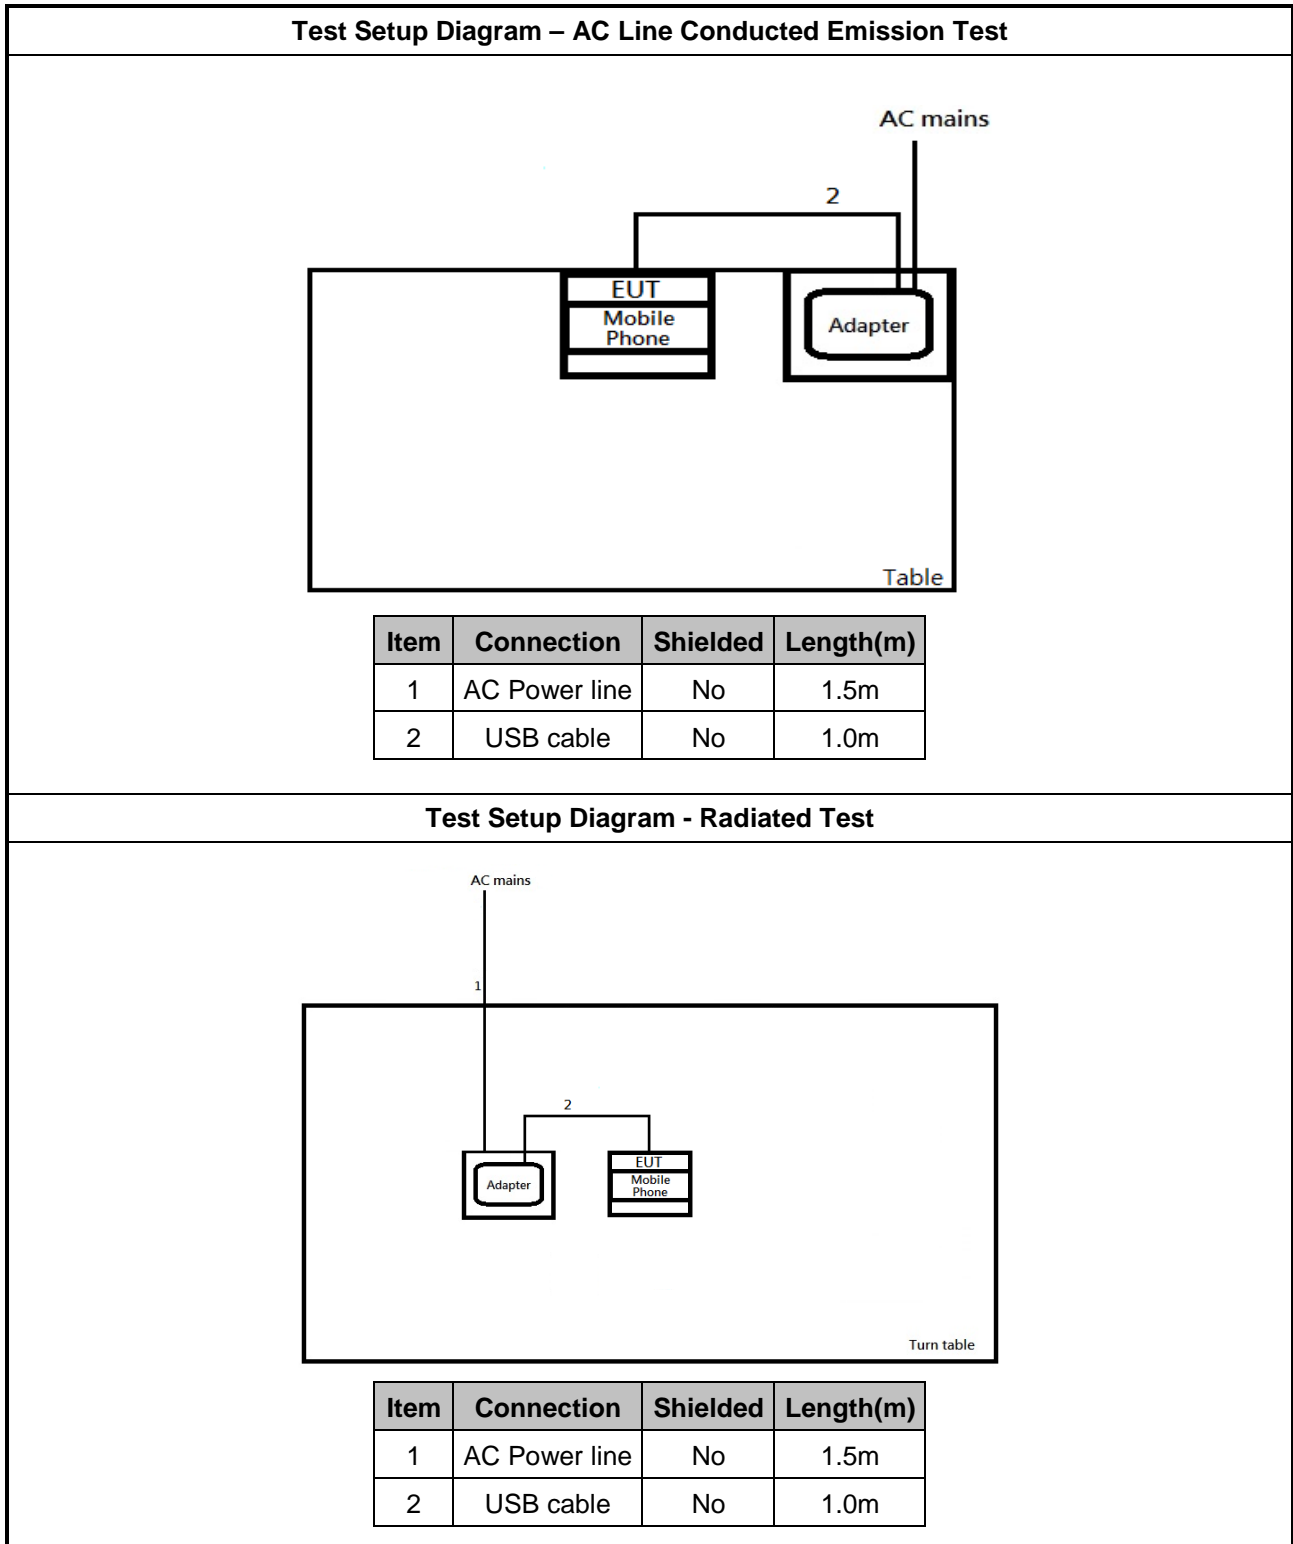 Test Setup Diagram – AC Line Conducted Emission Test
AC mains
2
EUT
Mobile
Phone
Adapter
Table
Item Connection Shielded Length(m)
1 AC Power line No 1.5m
2 USB cable No 1.0m
Test Setup Diagram - Radiated Test
AC mains
1
2
Adapter
EUT
Mobile
Phone
Turn table
Item Connection Shielded Length(m)
1 AC Power line No 1.5m
2 USB cable No 1.0m